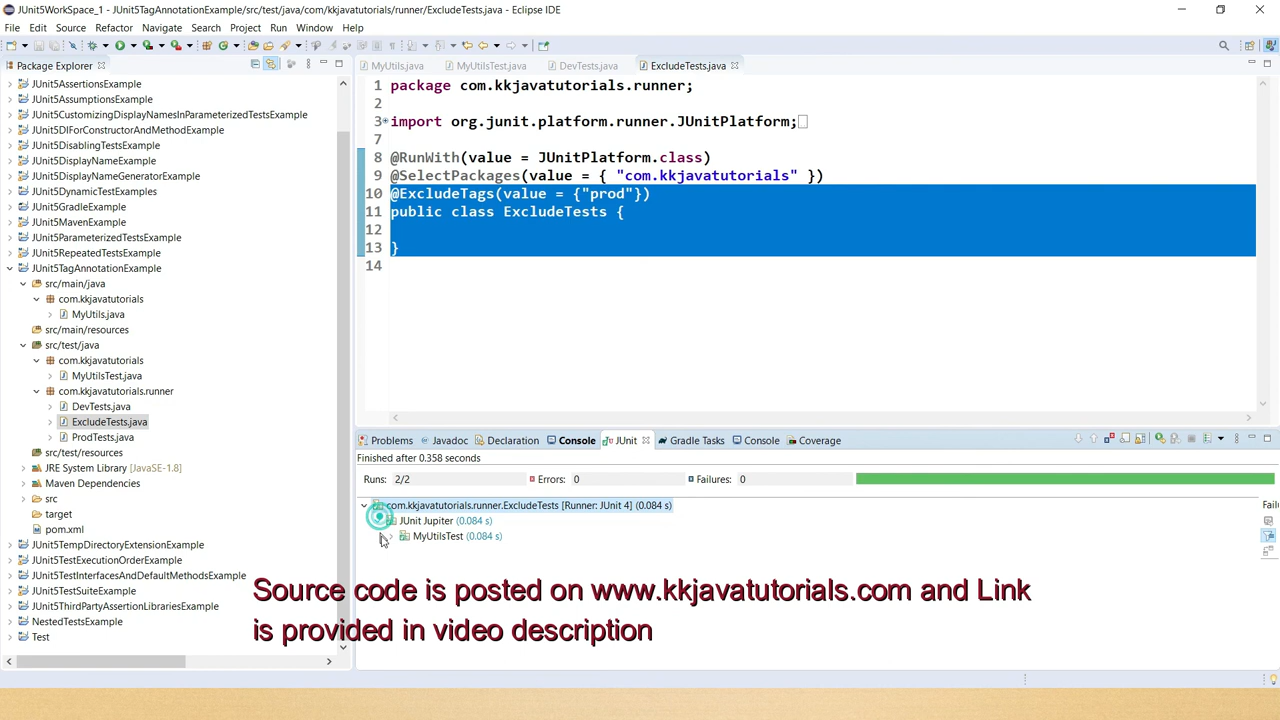 JUnit5WorkSpace_1 - JUnit5TagAnnotationExample/src/test/java/com/kkjavatutorials/runner/ExcludeTests.java - Eclipse IDE
File Edit Source Refactor Navigate Search Project Run Window Help
Package Explorer
JUnit5AssertionsExample
JUnit5AssumptionsExample
JUnit5CustomizingDisplayNamesInParameterizedTestsExample
JUnit5DIForConstructorAndMethodExample
JUnit5DisablingTestsExample
JUnit5DisplayNameExample
JUnit5DisplayNameGeneratorExample
JUnit5DynamicTestExamples
JUnit5GradleExample
JUnit5MavenExample
JUnit5ParameterizedTestsExample
JUnit5RepeatedTestsExample
JUnit5TagAnnotationExample
src/main/java
com.kkjavatutorials
MyUtils.java
src/main/resources
src/test/java
com.kkjavatutorials
MyUtilsTest.java
com.kkjavatutorials.runner
DevTests.java
ExcludeTests.java
ProdTests.java
src/test/resources
JRE System Library [JavaSE-1.8]
Maven Dependencies
src
target
pom.xml
JUnit5TempDirectoryExtensionExample
JUnit5TestExecutionOrderExample
JUnit5TestInterfacesAndDefaultMethodsExample
JUnit5TestSuiteExample
JUnit5ThirdPartyAssertionLibrariesExample
NestedTestsExample
Test
MyUtils.java MyUtilsTest.java DevTests.java ExcludeTests.java
1 package com.kkjavatutorials.runner;
2
3 import org.junit.platform.runner.JUnitPlatform;
7
8 @RunWith(value = JUnitPlatform.class)
9 @SelectPackages(value = { "com.kkjavatutorials" })
10 @ExcludeTags(value = {"prod"})
11 public class ExcludeTests {
12
13 }
14
Problems Javadoc Declaration Console JUnit Gradle Tasks Console Coverage
Finished after 0.358 seconds
Runs: 2/2 Errors: 0 Failures: 0
com.kkjavatutorials.runner.ExcludeTests [Runner: JUnit 4] (0.084 s)
JUnit Jupiter (0.084 s)
MyUtilsTest (0.084 s)
Fail
Source code is posted on www.kkjavatutorials.com and Link
is provided in video description